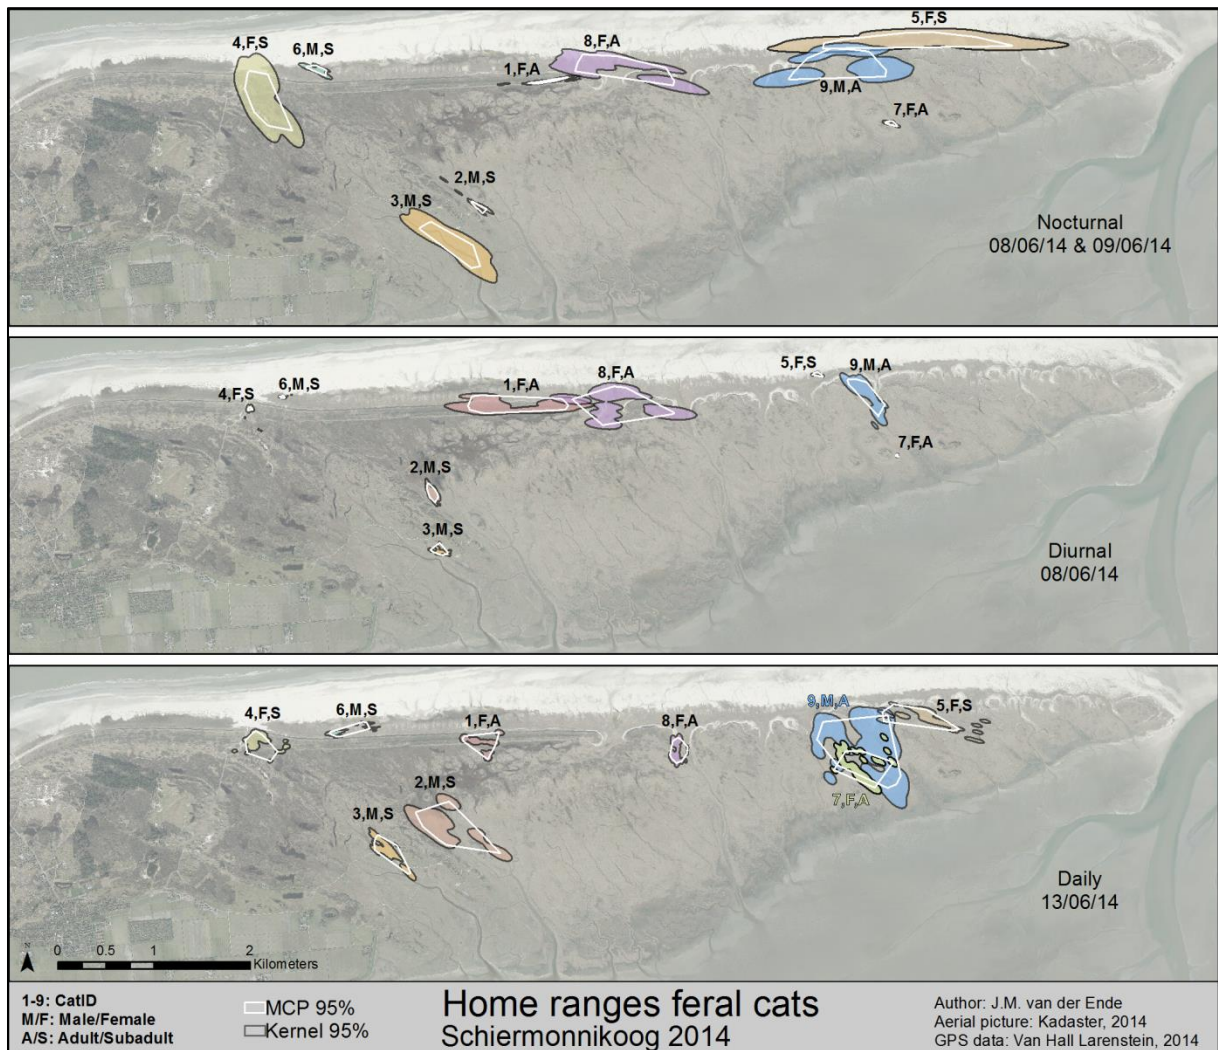 4,F,S
6,M,S
1,F,A
8,F,A
5,F,S
9,M,A
7,F,A
2,M,S
3,M,S
Nocturnal
08/06/14 & 09/06/14
4,F,S
6,M,S
1,F,A
8,F,A
5,F,S
9,M,A
7,F,A
2,M,S
3,M,S
Diurnal
08/06/14
4,F,S
6,M,S
1,F,A
8,F,A
9,M,A
5,F,S
7,F,A
2,M,S
3,M,S
Daily
13/06/14
N
0 0.5 1 2
Kilometers
1-9: CatID
M/F: Male/Female
A/S: Adult/Subadult
MCP 95%
Kernel 95%
Home ranges feral cats
Schiermonnikoog 2014
Author: J.M. van der Ende
Aerial picture: Kadaster, 2014
GPS data: Van Hall Larenstein, 2014